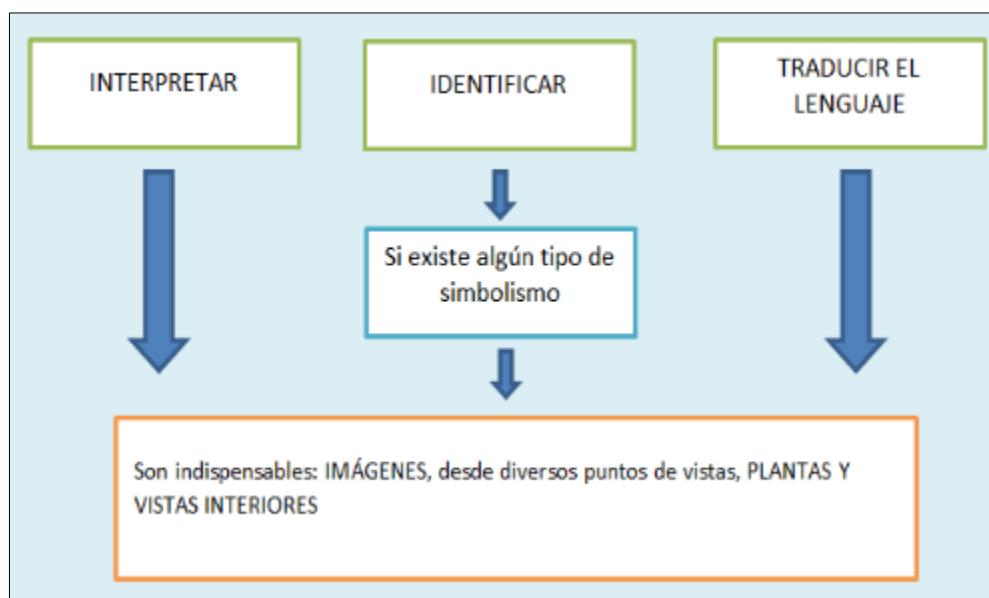 INTERPRETAR
IDENTIFICAR
TRADUCIR EL
LENGUAJE
Si existe algún tipo de
simbolismo
Son indispensables: IMÁGENES, desde diversos puntos de vistas, PLANTAS Y
VISTAS INTERIORES